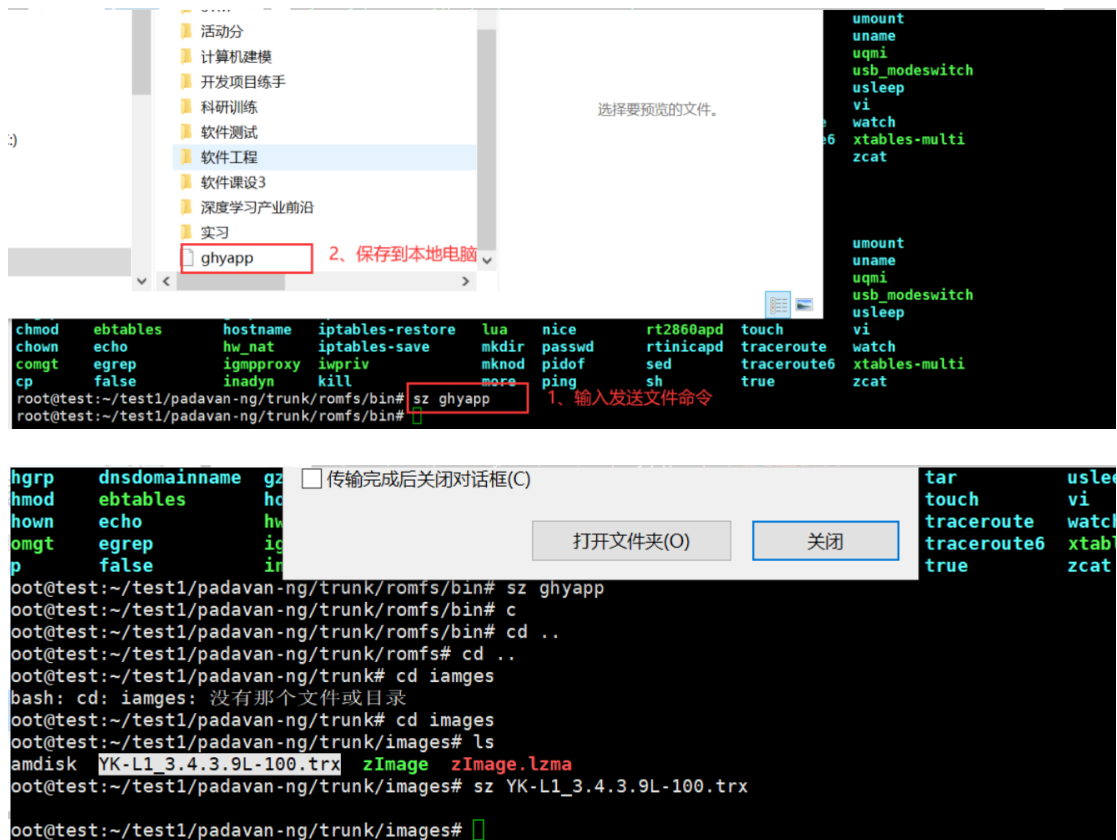 umount
活动分 uname
计算机建模 uqmi
开发项目练手 usb_modeswitch
usleep
科研训练 选择要预览的文件。 vi
软件测试 watch
:) e6 xtables-multi
软件工程 zcat
软件课设3
深度学习产业前沿
实习 umount
ghyapp 2、保存到本地电脑 uname
uqmi
usb_modeswitch
usleep
chmod ebtables hostname iptables-restore lua nice rt2860apd touch vi
chown echo hw_nat iptables-save mkdir passwd rtinicapd traceroute watch
comgt egrep igmpproxy iwpriv mknod pidof sed traceroute6 xtables-multi
cp false inadyn kill more ping sh true zcat
root@test:~/test1/padavan-ng/trunk/romfs/bin# sz ghyapp 1、输入发送文件命令
root@test:~/test1/padavan-ng/trunk/romfs/bin#
hgrp dnsdomainname gz 传输完成后关闭对话框(C) tar uslee
hmod ebtables ho touch vi
hown echo hw 打开文件夹(O) 关闭 traceroute watch
omgt egrep ig traceroute6 xtabl
p false in true zcat
oot@test:~/test1/padavan-ng/trunk/romfs/bin# sz ghyapp
oot@test:~/test1/padavan-ng/trunk/romfs/bin# c
oot@test:~/test1/padavan-ng/trunk/romfs/bin# cd ..
oot@test:~/test1/padavan-ng/trunk/romfs# cd ..
oot@test:~/test1/padavan-ng/trunk# cd iamges
bash: cd: iamges: 没有那个文件或目录
oot@test:~/test1/padavan-ng/trunk# cd images
oot@test:~/test1/padavan-ng/trunk/images# ls
amdisk YK-L1_3.4.3.9L-100.trx zImage zImage.lzma
oot@test:~/test1/padavan-ng/trunk/images# sz YK-L1_3.4.3.9L-100.trx
oot@test:~/test1/padavan-ng/trunk/images#